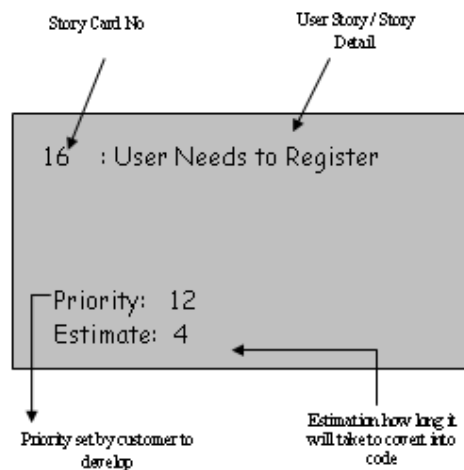 Story Card No
User Story / Story
Detail
16 : User Needs to Register
Priority: 12
Estimate: 4
Priority set by customer to
develop
Estimation how long it
will take to covert into
code